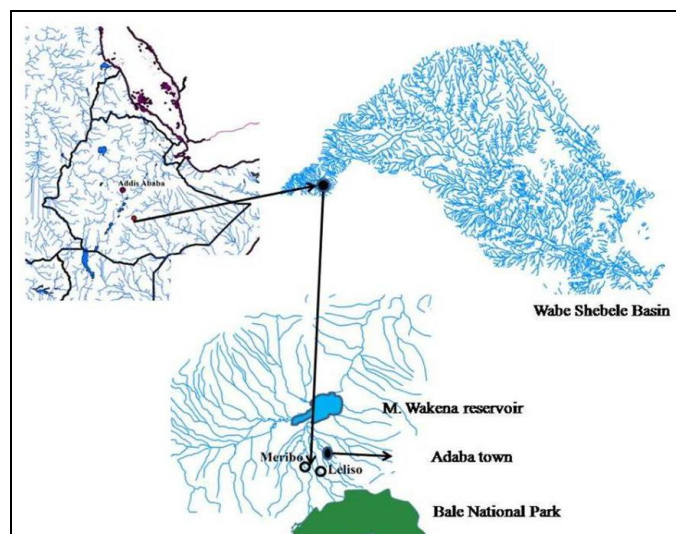 Addis Ababa
Wabe Shebele Basin
M. Wakena reservoir
Meribo
Adaba town
Leliso
Bale National Park